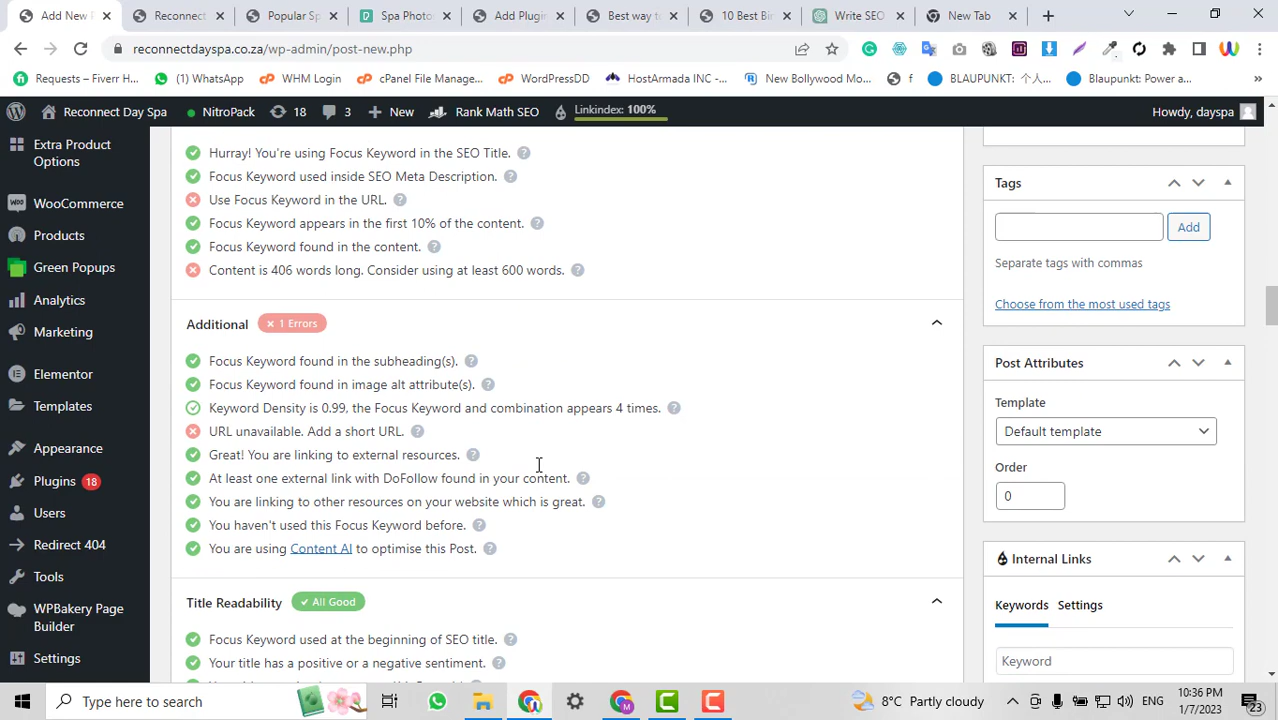 Add New P
Reconnect
Popular Sp
Spa Photo
Add Plugin
Best way to
10 Best Bir
Write SEO
New Tab
reconnectdayspa.co.za/wp-admin/post-new.php
Requests – Fiverr H...
(1) WhatsApp
WHM Login
cPanel File Manage...
WordPressDD
HostArmada INC -...
New Bollywood Mo...
f
BLAUPUNKT: 个人...
Blaupunkt: Power a...
Reconnect Day Spa
NitroPack
18
3
New
Rank Math SEO
Linkindex: 100%
Howdy, dayspa
Extra Product
Options
WooCommerce
Products
Green Popups
Analytics
Marketing
Elementor
Templates
Appearance
Plugins 18
Users
Redirect 404
Tools
WPBakery Page
Builder
Settings
Hurray! You're using Focus Keyword in the SEO Title.
Focus Keyword used inside SEO Meta Description.
Use Focus Keyword in the URL.
Focus Keyword appears in the first 10% of the content.
Focus Keyword found in the content.
Content is 406 words long. Consider using at least 600 words.
Additional × 1 Errors
Focus Keyword found in the subheading(s).
Focus Keyword found in image alt attribute(s).
Keyword Density is 0.99, the Focus Keyword and combination appears 4 times.
URL unavailable. Add a short URL.
Great! You are linking to external resources.
At least one external link with DoFollow found in your content.
You are linking to other resources on your website which is great.
You haven't used this Focus Keyword before.
You are using Content AI to optimise this Post.
Title Readability All Good
Focus Keyword used at the beginning of SEO title.
Your title has a positive or a negative sentiment.
Tags
Add
Separate tags with commas
Choose from the most used tags
Post Attributes
Template
Default template
Order
0
Internal Links
Keywords Settings
Keyword
Type here to search
8°C Partly cloudy
ENG
10:36 PM
1/7/2023
23